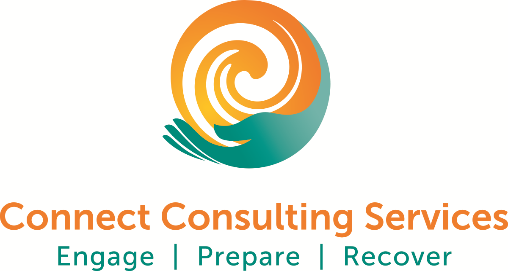 Connect Consulting Services
Engage | Prepare | Recover